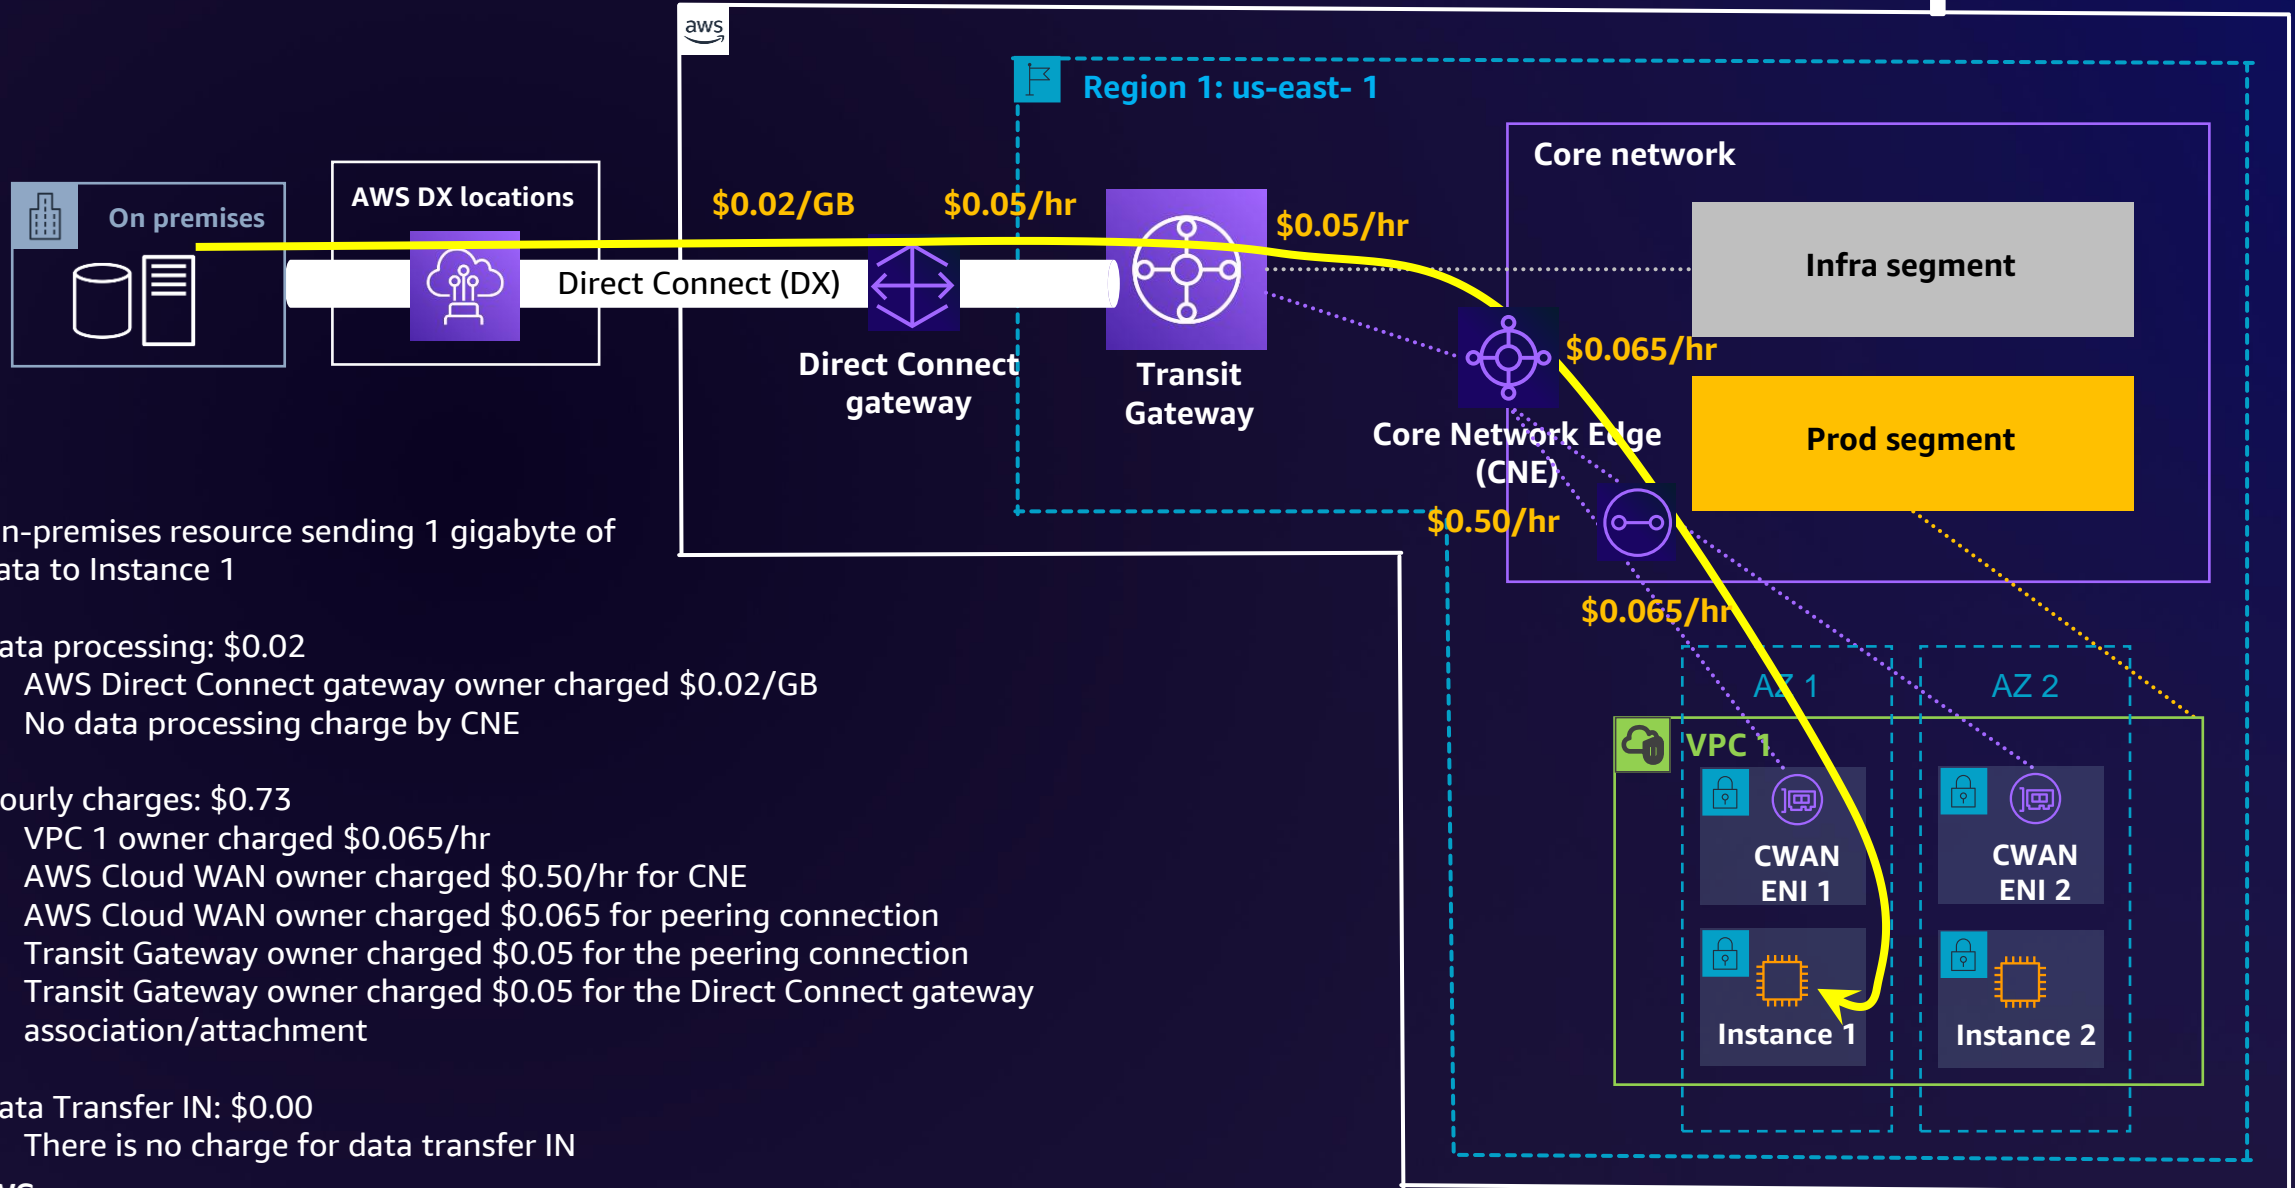 aws
Region 1: us-east- 1
Core network
On premises
AWS DX locations
$0.02/GB
$0.05/hr
$0.05/hr
Infra segment
Direct Connect (DX)
Direct Connect
gateway
Transit
Gateway
$0.065/hr
Core Network Edge
(CNE)
Prod segment
$0.50/hr
$0.065/hr
n-premises resource sending 1 gigabyte of
ata to Instance 1
ata processing: $0.02
AWS Direct Connect gateway owner charged $0.02/GB
No data processing charge by CNE
ourly charges: $0.73
VPC 1 owner charged $0.065/hr
AWS Cloud WAN owner charged $0.50/hr for CNE
AWS Cloud WAN owner charged $0.065 for peering connection
Transit Gateway owner charged $0.05 for the peering connection
Transit Gateway owner charged $0.05 for the Direct Connect gateway
association/attachment
ata Transfer IN: $0.00
There is no charge for data transfer IN
AZ 1
AZ 2
VPC 1
CWAN
ENI 1
CWAN
ENI 2
Instance 1
Instance 2